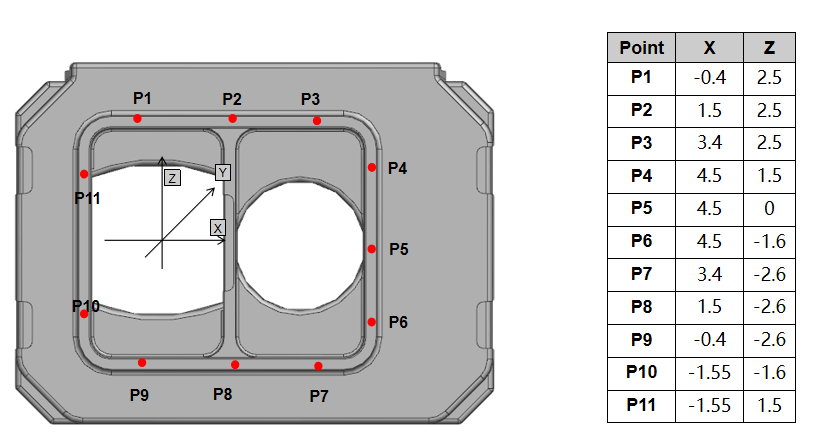 P1 P2 P3
P4
Z Y
P11
X
P5
P10
P6
P9 P8 P7
Point X Z
P1 -0.4 2.5
P2 1.5 2.5
P3 3.4 2.5
P4 4.5 1.5
P5 4.5 0
P6 4.5 -1.6
P7 3.4 -2.6
P8 1.5 -2.6
P9 -0.4 -2.6
P10 -1.55 -1.6
P11 -1.55 1.5